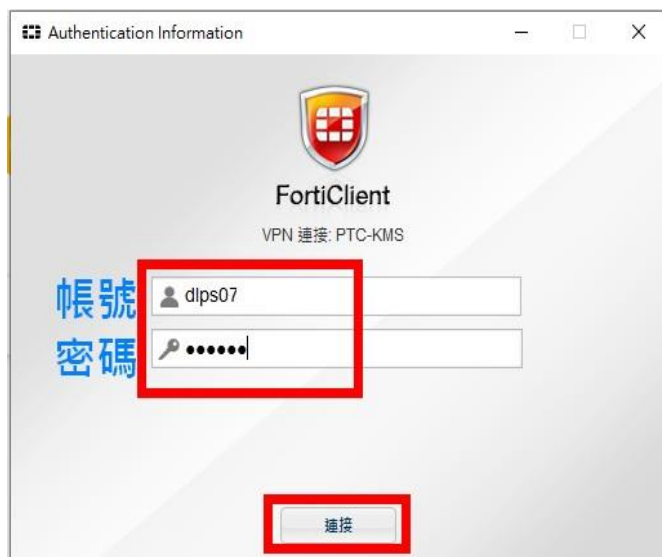 Authentication Information
FortiClient
VPN 連接: PTC-KMS
帳號 dlps07
密碼 ••••••
連接